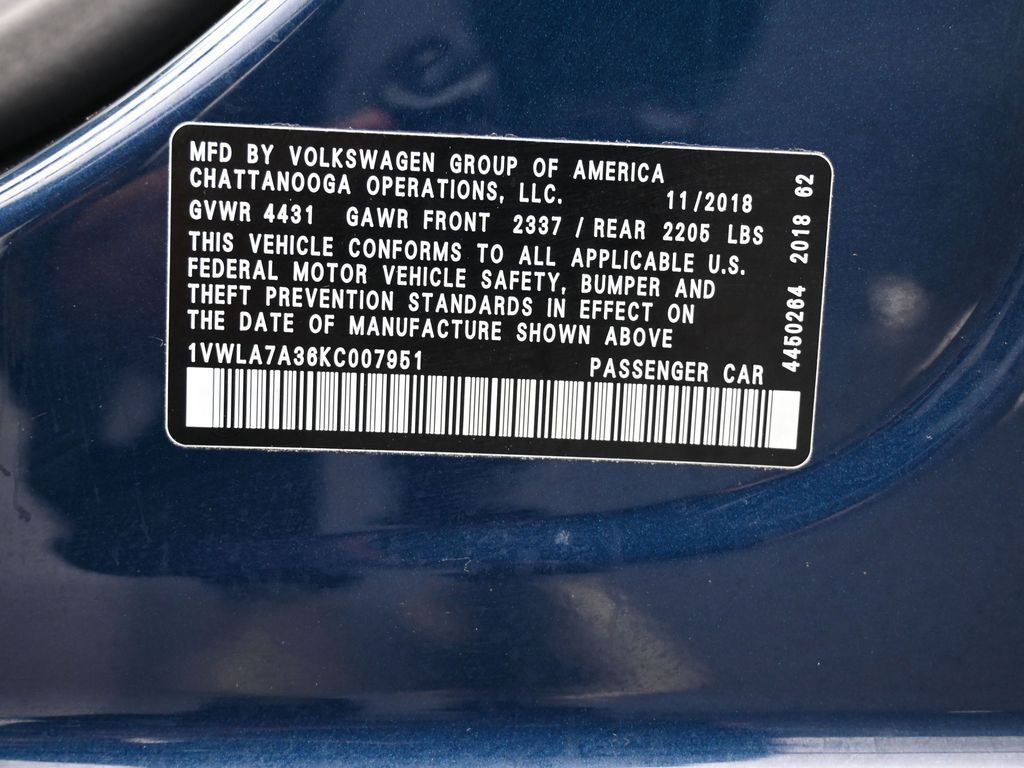 MFD BY VOLKSWAGEN GROUP OF AMERICA
CHATTANOOGA OPERATIONS, LLC. 11/2018
GVWR 4431 GAWR FRONT 2337 / REAR 2205 LBS
THIS VEHICLE CONFORMS TO ALL APPLICABLE U.S.
FEDERAL MOTOR VEHICLE SAFETY, BUMPER AND
THEFT PREVENTION STANDARDS IN EFFECT ON
THE DATE OF MANUFACTURE SHOWN ABOVE
1VWLA7A36KC007951 PASSENGER CAR
4450264 2018 62